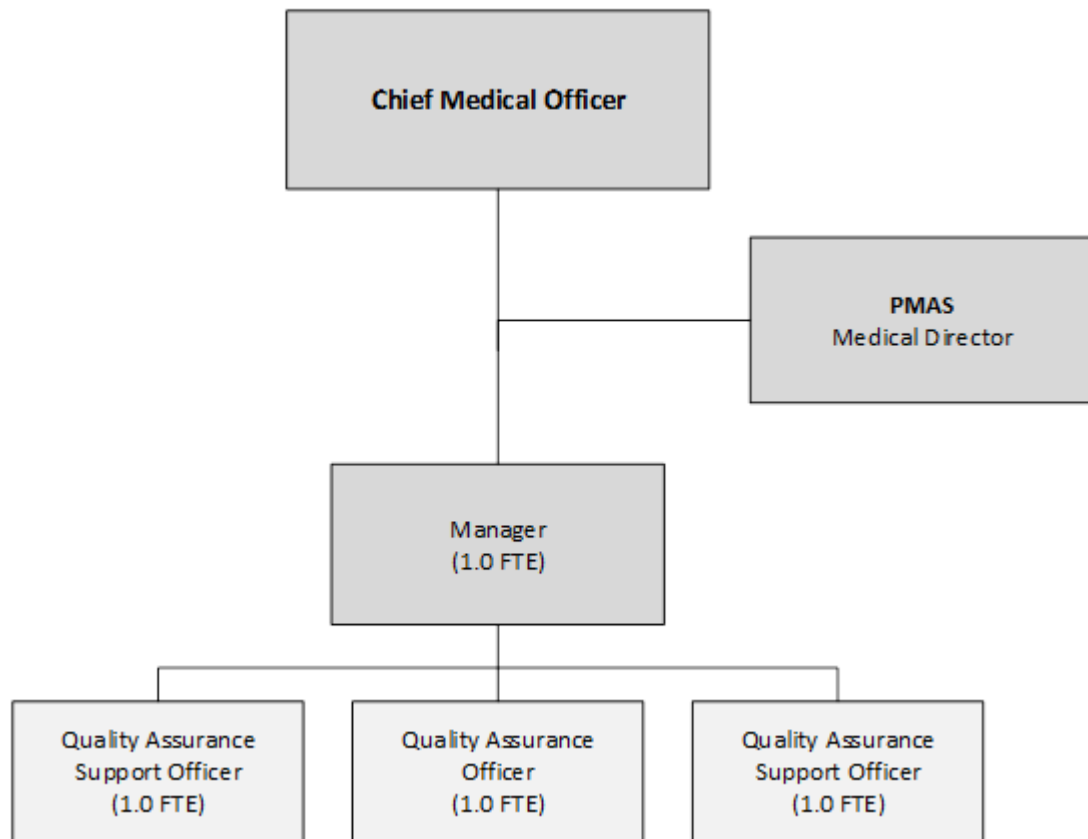 Chief Medical Officer
PMAS
Medical Director
Manager
(1.0 FTE)
Quality Assurance
Support Officer
(1.0 FTE)
Quality Assurance
Officer
(1.0 FTE)
Quality Assurance
Support Officer
(1.0 FTE)